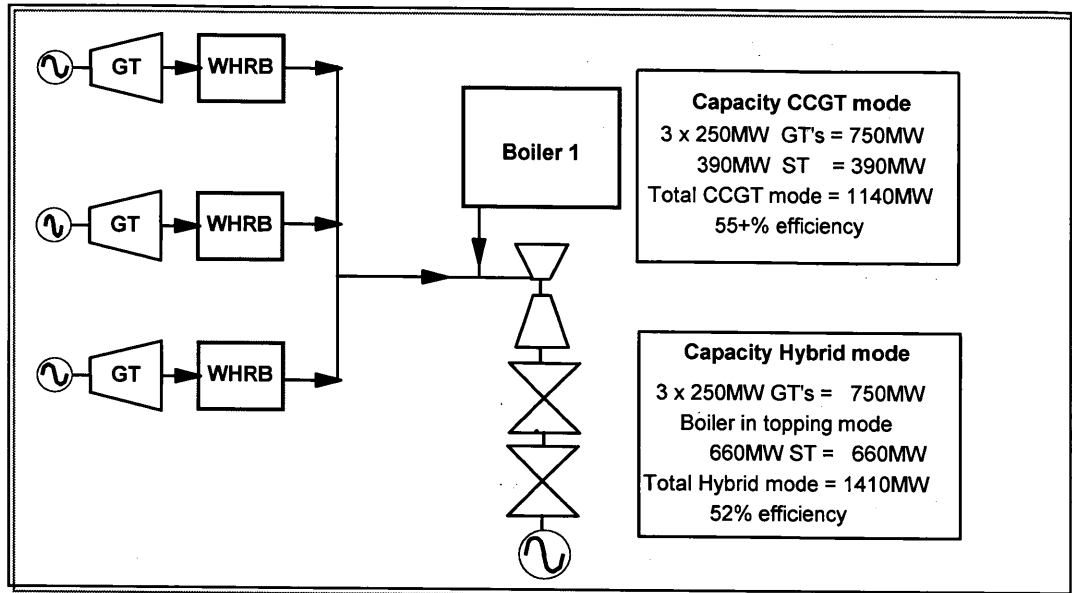 GT
WHRB
GT
WHRB
GT
WHRB
Boiler 1
Capacity CCGT mode
3 x 250MW GT's = 750MW
390MW ST = 390MW
Total CCGT mode = 1140MW
55+% efficiency
Capacity Hybrid mode
3 x 250MW GT's = 750MW
Boiler in topping mode
660MW ST = 660MW
Total Hybrid mode = 1410MW
52% efficiency